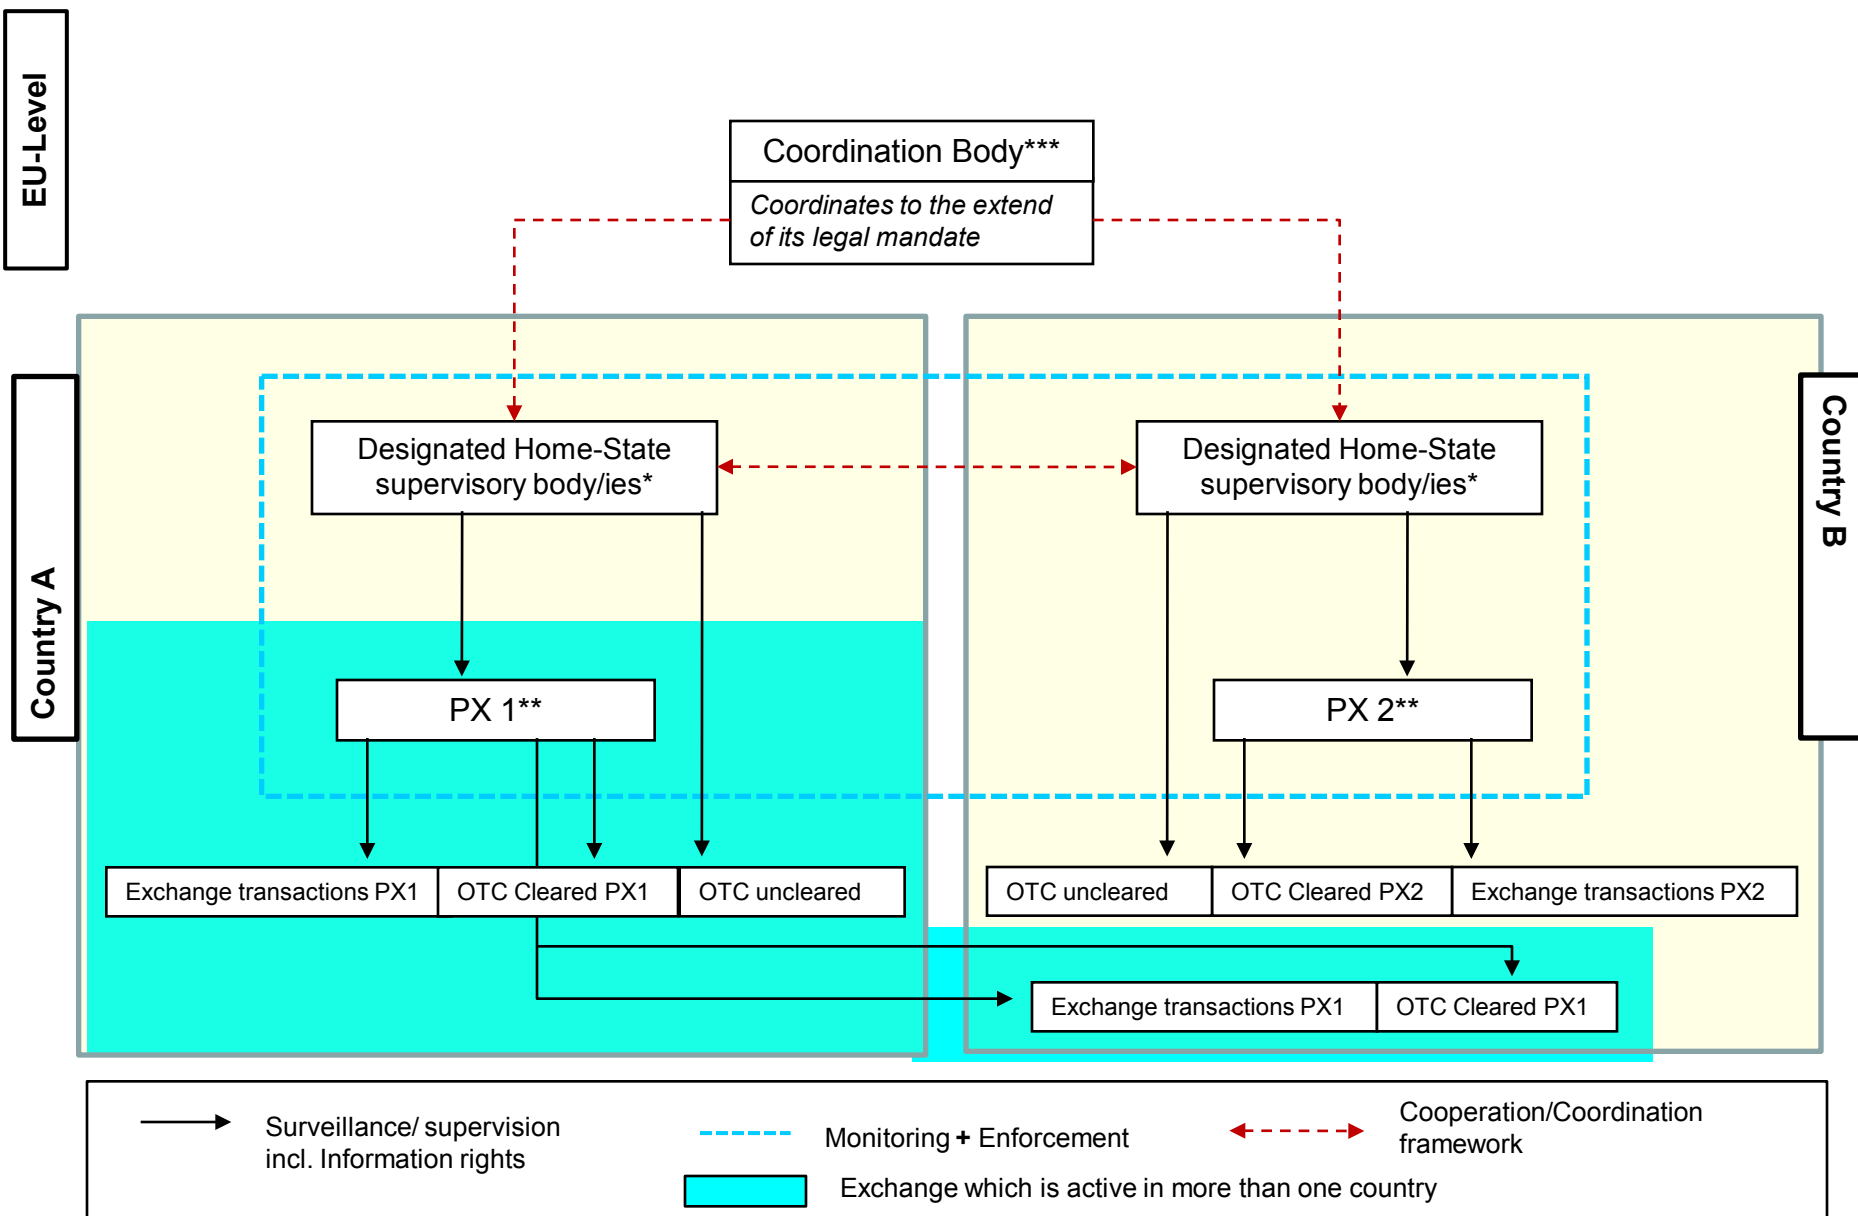 EU-Level
Coordination Body***
Coordinates to the extend
of its legal mandate
Country A
Country B
Designated Home-State
supervisory body/ies*
Designated Home-State
supervisory body/ies*
PX 1**
PX 2**
Exchange transactions PX1
OTC Cleared PX1
OTC uncleared
OTC uncleared
OTC Cleared PX2
Exchange transactions PX2
Exchange transactions PX1
OTC Cleared PX1
Surveillance/ supervision
incl. Information rights
Monitoring + Enforcement
Cooperation/Coordination
framework
Exchange which is active in more than one country